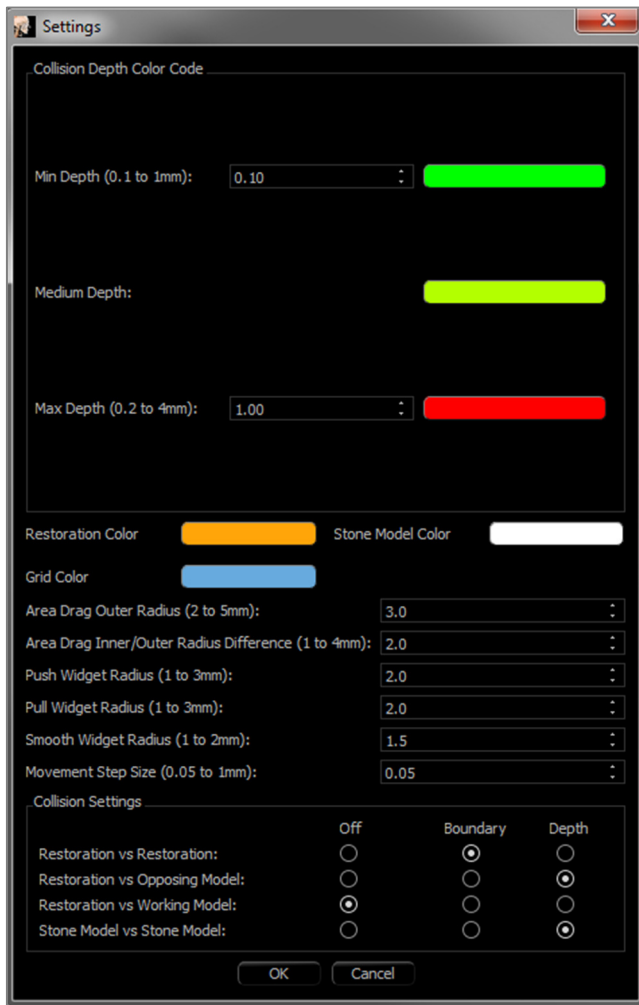 Settings
Collision Depth Color Code
Min Depth (0.1 to 1mm): 0.10
Medium Depth:
Max Depth (0.2 to 4mm): 1.00
Restoration Color Stone Model Color
Grid Color
Area Drag Outer Radius (2 to 5mm): 3.0
Area Drag Inner/Outer Radius Difference (1 to 4mm): 2.0
Push Widget Radius (1 to 3mm): 2.0
Pull Widget Radius (1 to 3mm): 2.0
Smooth Widget Radius (1 to 2mm): 1.5
Movement Step Size (0.05 to 1mm): 0.05
Collision Settings
Off Boundary Depth
Restoration vs Restoration:
Restoration vs Opposing Model:
Restoration vs Working Model:
Stone Model vs Stone Model:
OK Cancel